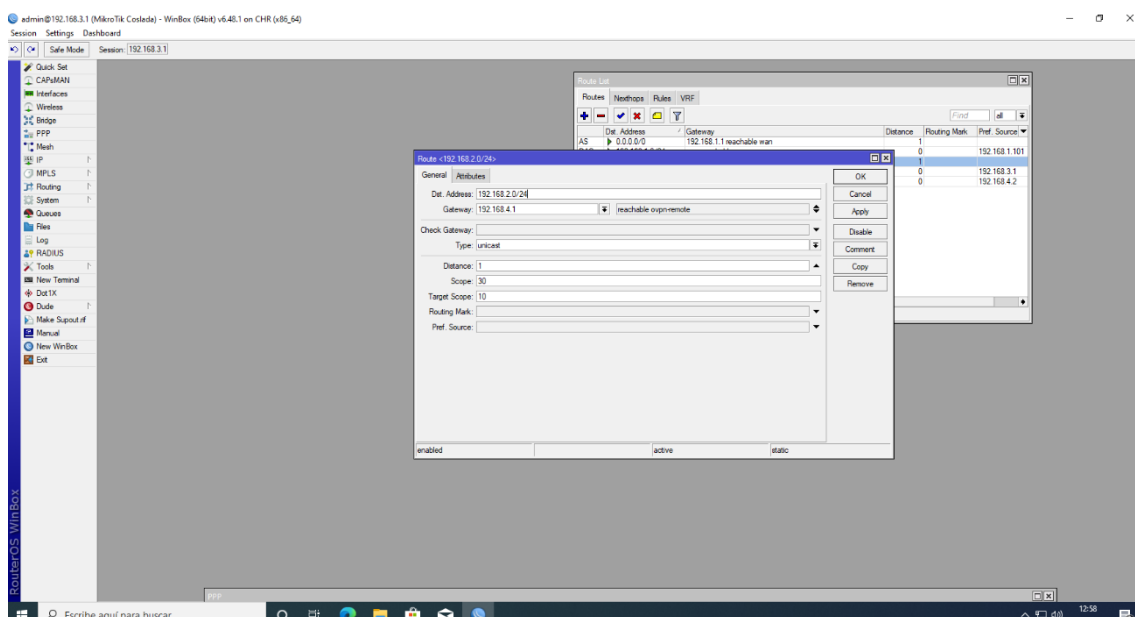 admin@192.168.3.1 (MikroTik Coslada) - WinBox (64bit) v6.48.1 on CHR (x86_64)
Session Settings Dashboard
Safe Mode Session: 192.168.3.1
Quick Set
CAPsMAN
Interfaces
Wireless
Bridge
PPP
Mesh
IP
MPLS
Routing
System
Queues
Files
Log
RADIUS
Tools
New Terminal
Dot1X
Dude
Make Supout.rif
Manual
New WinBox
Exit
RouterOS WinBox
Route List
Routes Nexthops Rules VRF
Find all
Dst. Address Gateway Distance Routing Mark Pref. Source
AS 0.0.0.0/0 192.168.1.1 reachable wan 1
0 192.168.1.101
1
0 192.168.3.1
0 192.168.4.2
Route <192.168.2.0/24>
General Attributes
Dst. Address: 192.168.2.0/24
Gateway: 192.168.4.1 reachable ovpn-remote
Check Gateway:
Type: unicast
Distance: 1
Scope: 30
Target Scope: 10
Routing Mark:
Pref. Source:
OK
Cancel
Apply
Disable
Comment
Copy
Remove
enabled active static
PPP
Escribe aquí para buscar
12:58